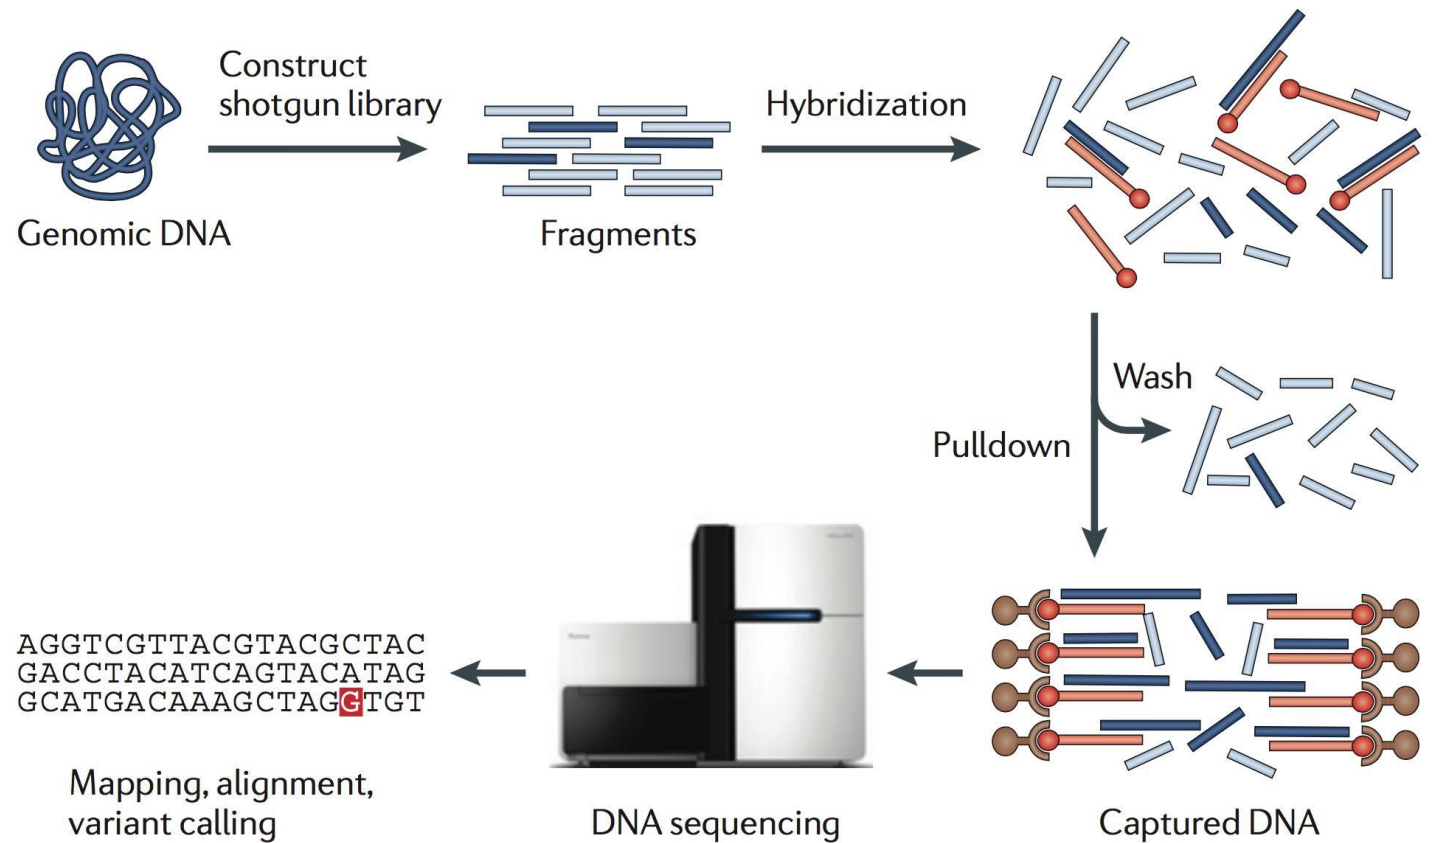 Construct
shotgun library
Genomic DNA
Fragments
Hybridization
Wash
Pulldown
Captured DNA
DNA sequencing
AGGTCGTTACGTACGCTAC
GACCTACATCAGTACATAG
GCATGACAAAGCTAGGTGT
Mapping, alignment,
variant calling